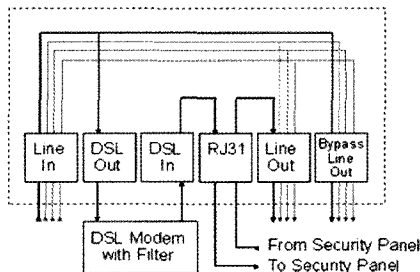 Line In
DSL Out
DSL In
RJ31
Line Out
Bypass Line Out
DSL Modem
with Filter
From Security Panel
To Security Panel